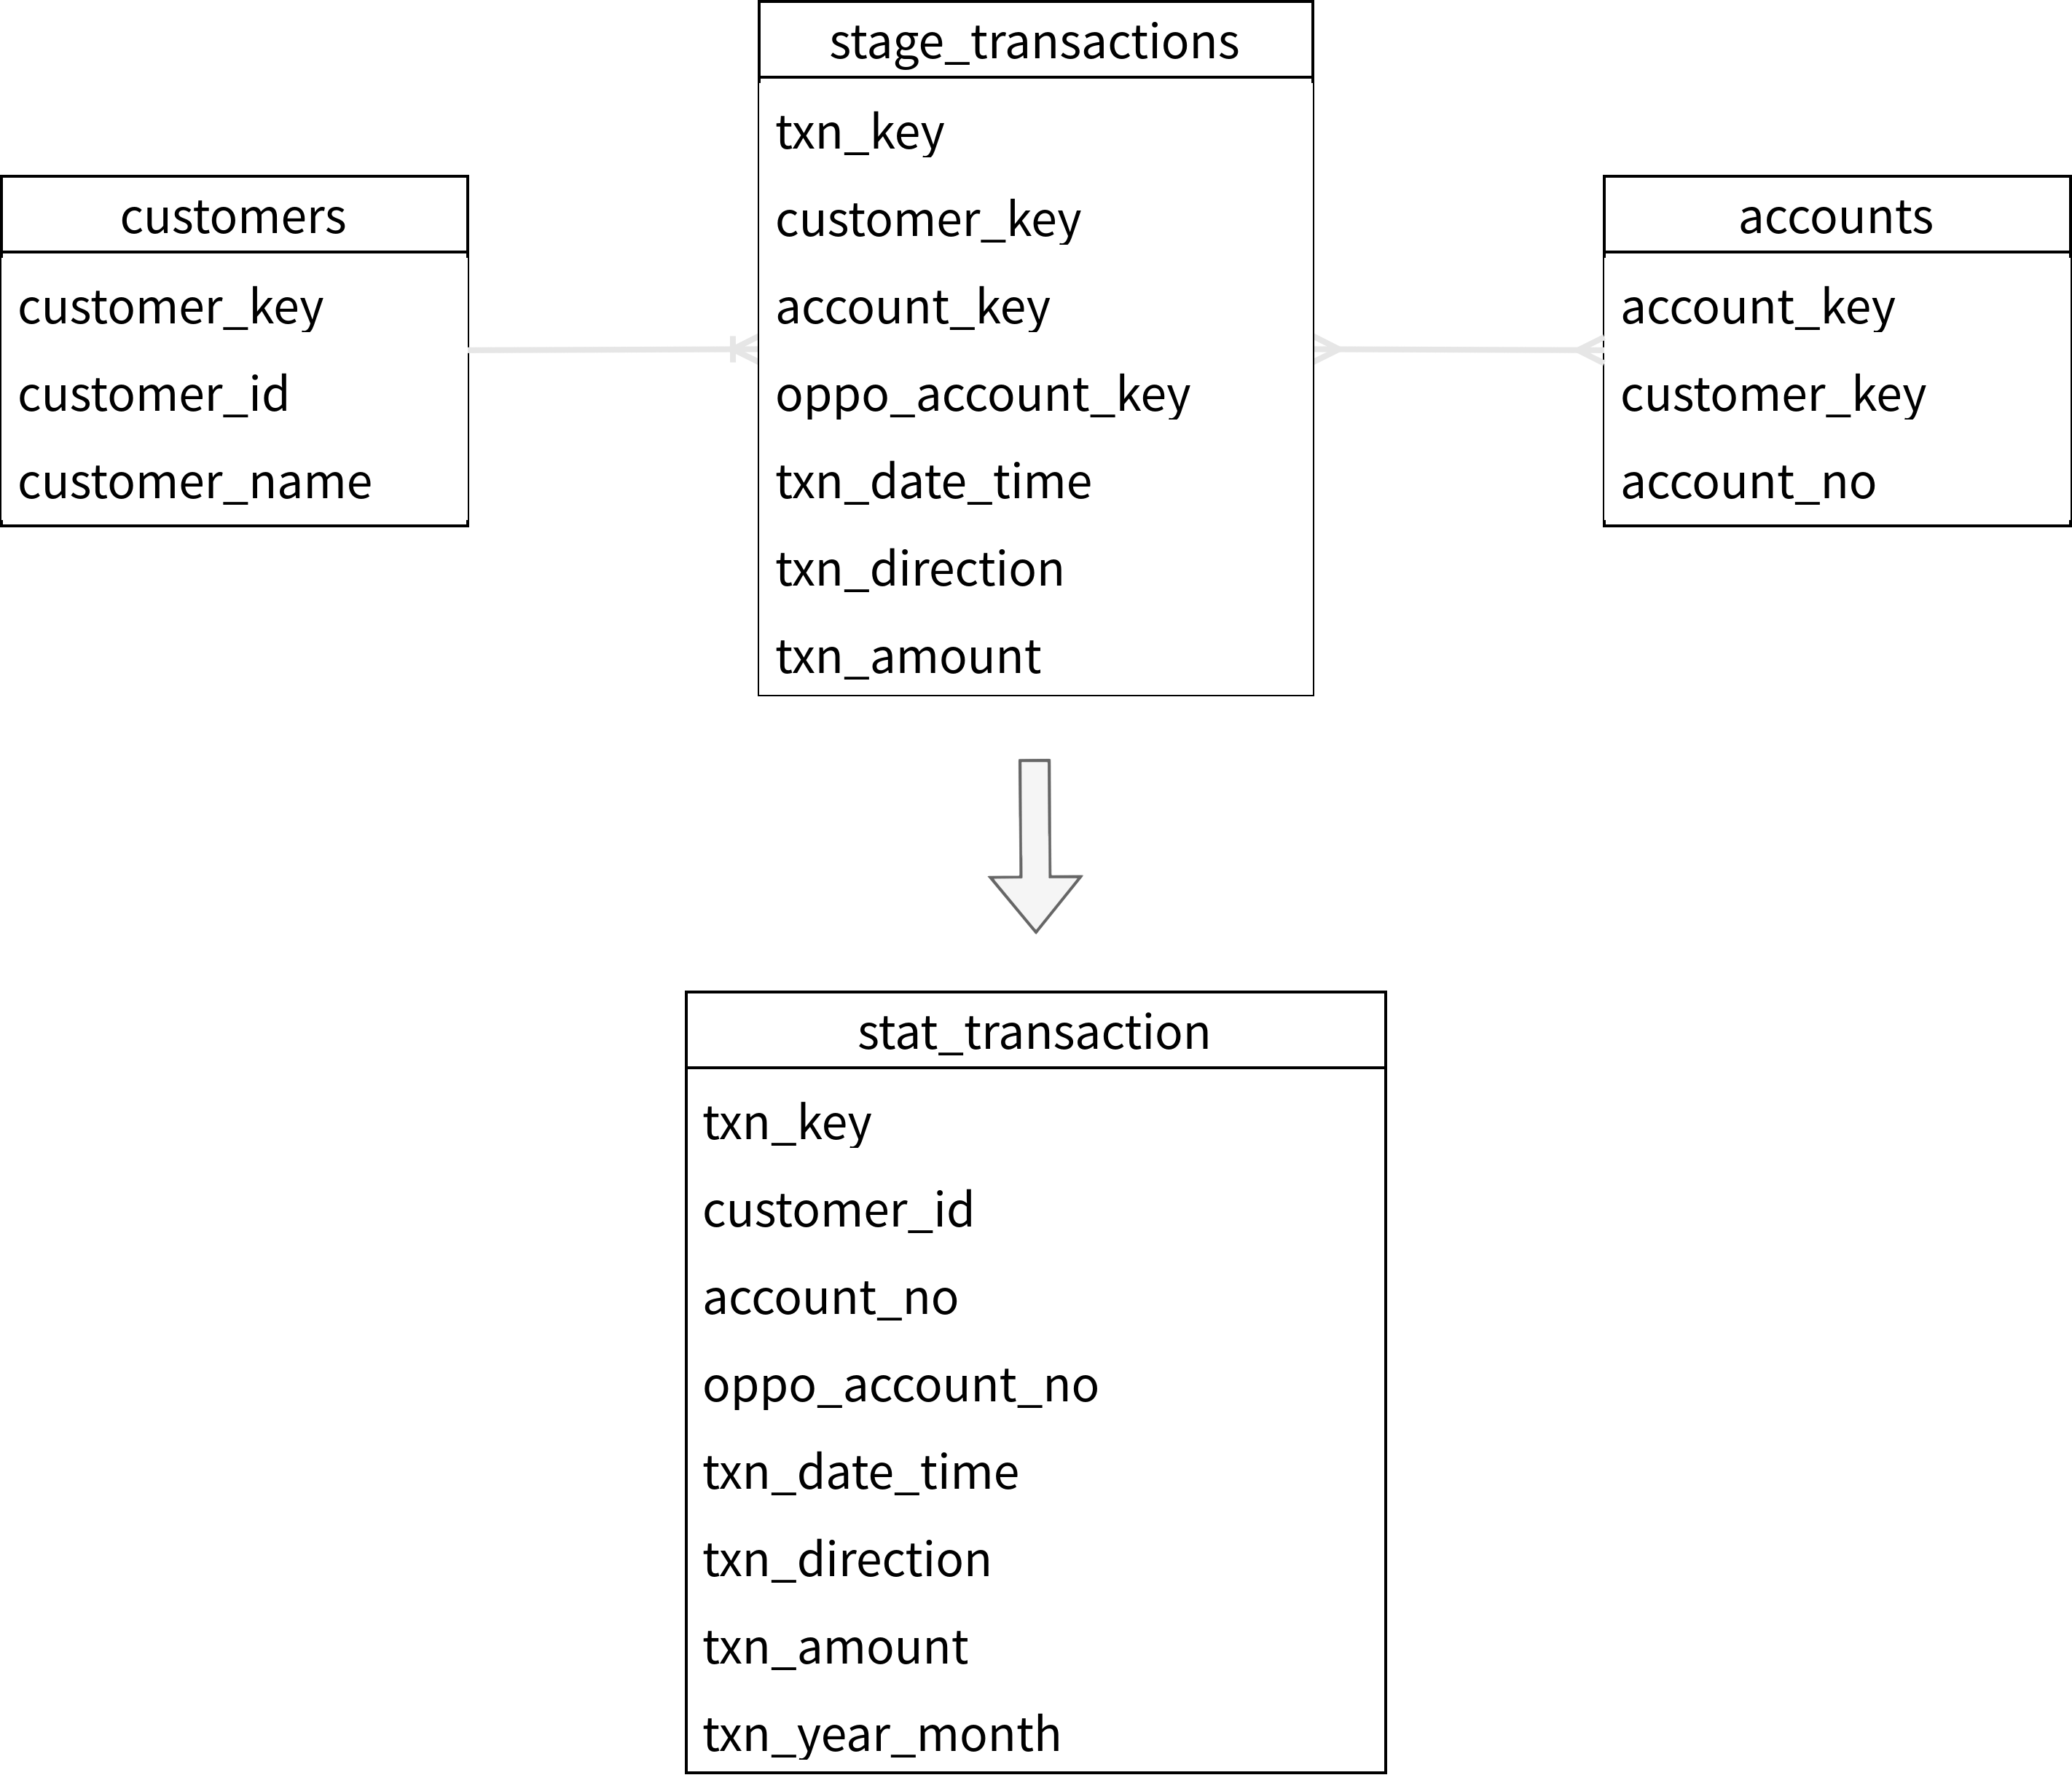 stage_transactions
txn_key
customer_key
account_key
oppo_account_key
txn_date_time
txn_direction
txn_amount
customers
customer_key
customer_id
customer_name
accounts
account_key
customer_key
account_no
stat_transaction
txn_key
customer_id
account_no
oppo_account_no
txn_date_time
txn_direction
txn_amount
txn_year_month